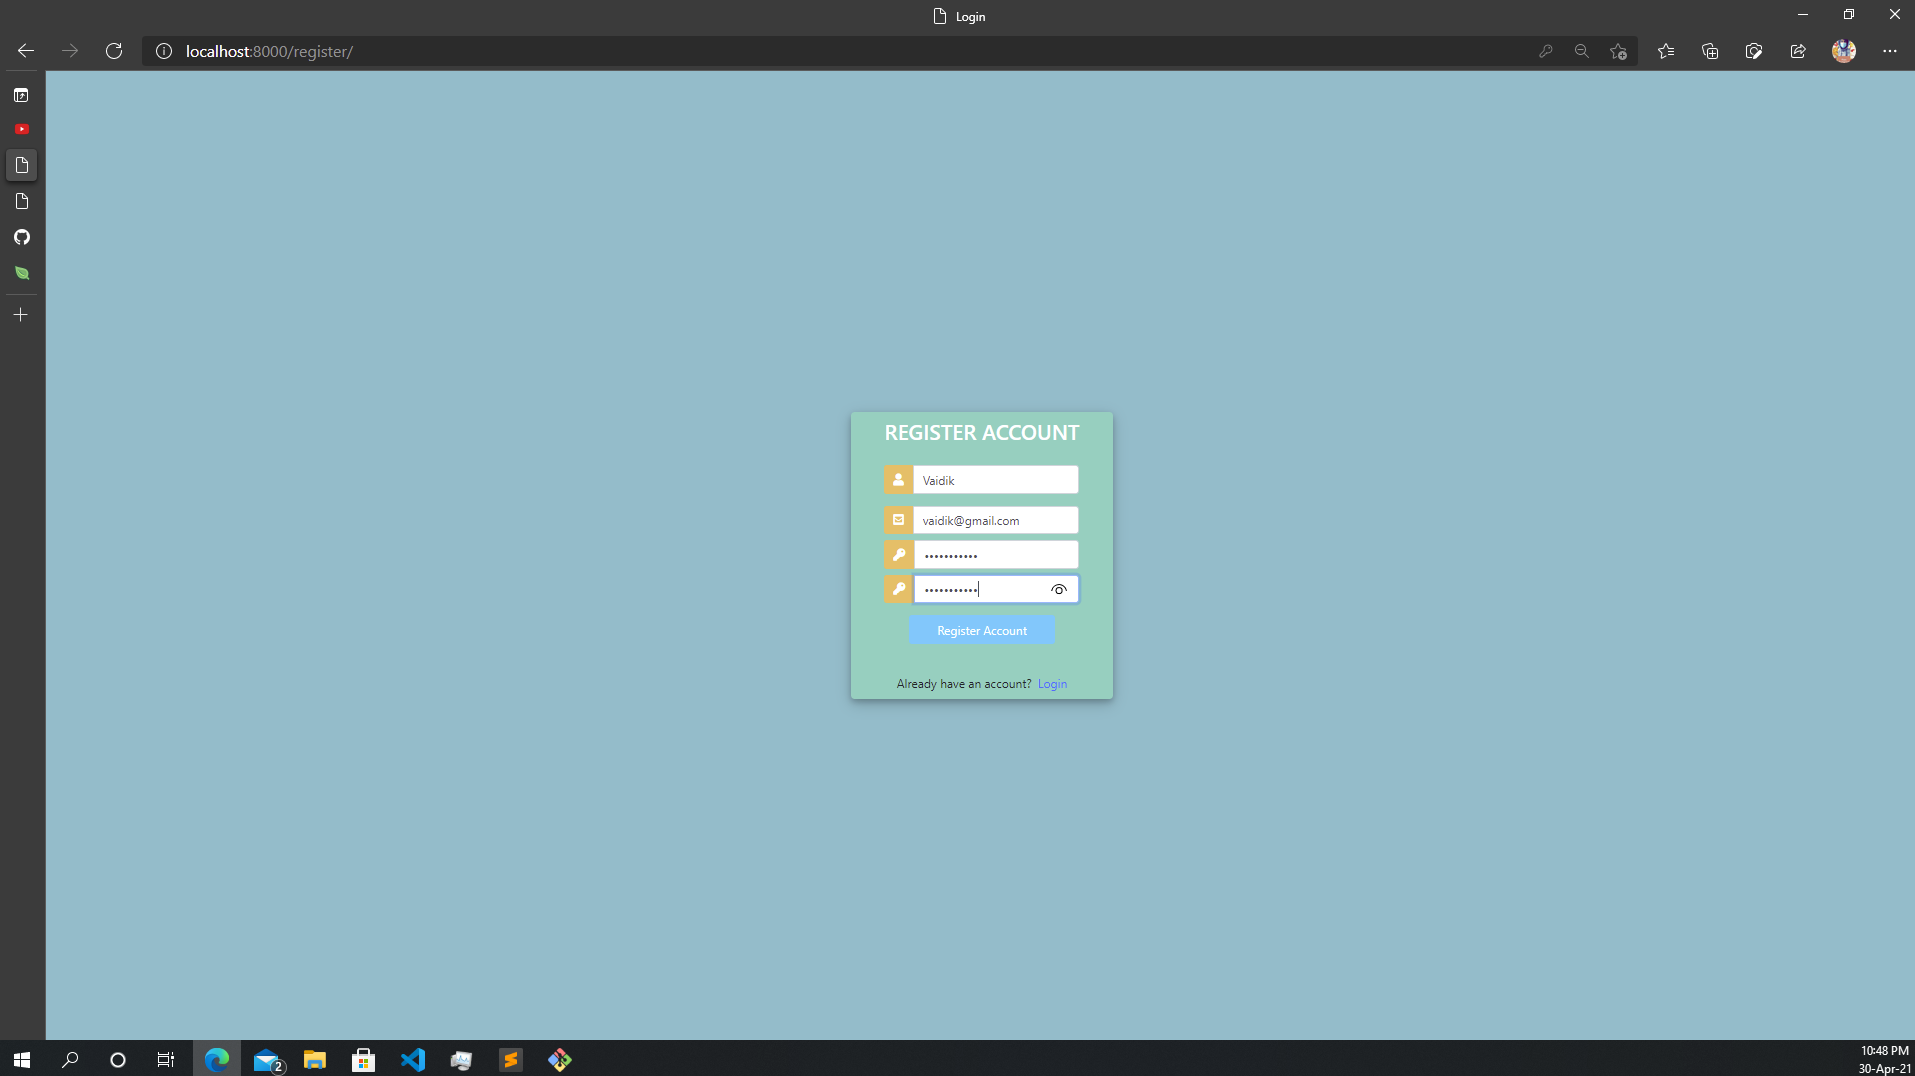 Login
localhost:8000/register/
REGISTER ACCOUNT
Vaidik
vaidik@gmail.com
•••••••••••
•••••••••••
Register Account
Already have an account? Login
2
10:48 PM
30-Apr-21